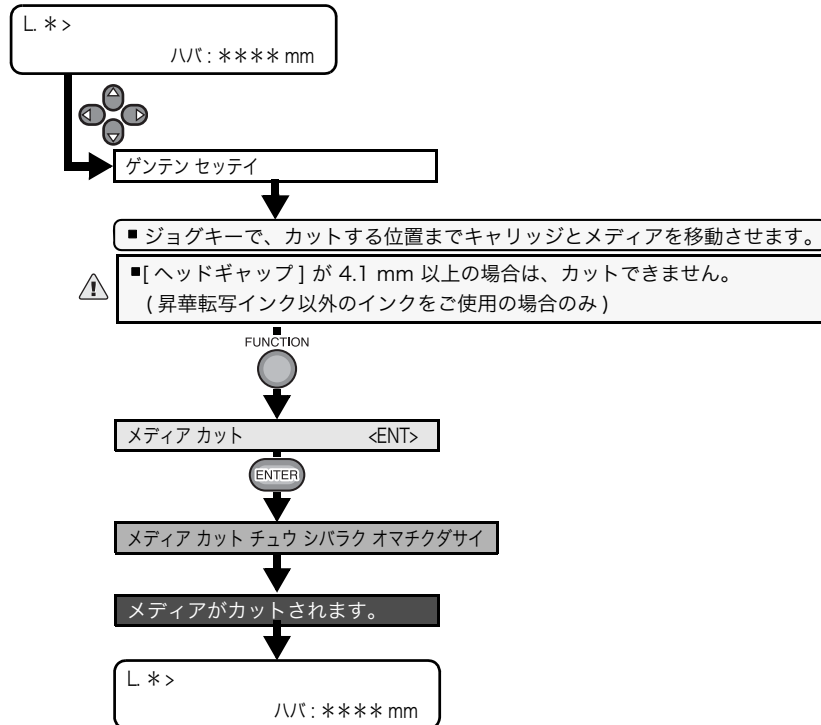 L. ＊>
ハバ : ＊＊＊＊ mm
ゲンテン セッテイ
■ ジョグキーで、カットする位置までキャリッジとメディアを移動させます。
■[ ヘッドギャップ ] が 4.1 mm 以上の場合は、カットできません。
( 昇華転写インク以外のインクをご使用の場合のみ )
FUNCTION
メディア カット <ENT>
ENTER
メディア カット チュウ シバラク オマチクダサイ
メディアがカットされます。
L. ＊>
ハバ : ＊＊＊＊ mm